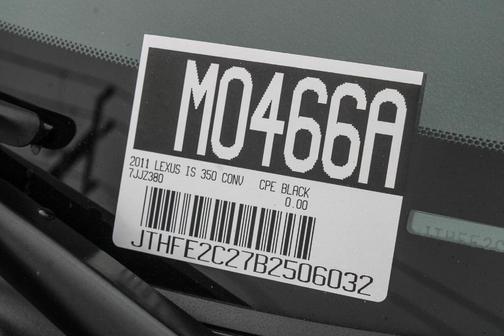 M0466A
2011 LEXUS IS 350 CONV CPE BLACK
7JJZ380 0.00
JTHFE2C27B2506032